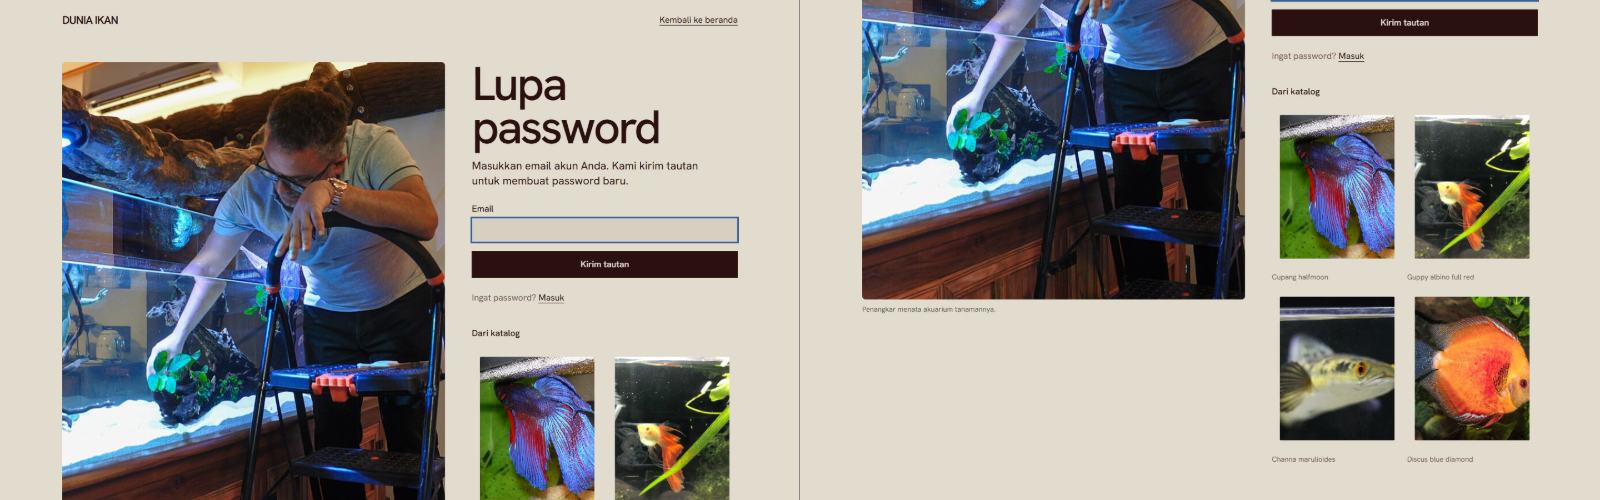 DUNIA IKAN
Kembali ke beranda
Lupa
password
Masukkan email akun Anda. Kami kirim tautan
untuk membuat password baru.
Email
Kirim tautan
Ingat password? Masuk
Dari katalog
Penangkar menata akuarium tanamannya.
Kirim tautan
Ingat password? Masuk
Dari katalog
Cupang halfmoon
Guppy albino full red
Channa marulioides
Discus blue diamond